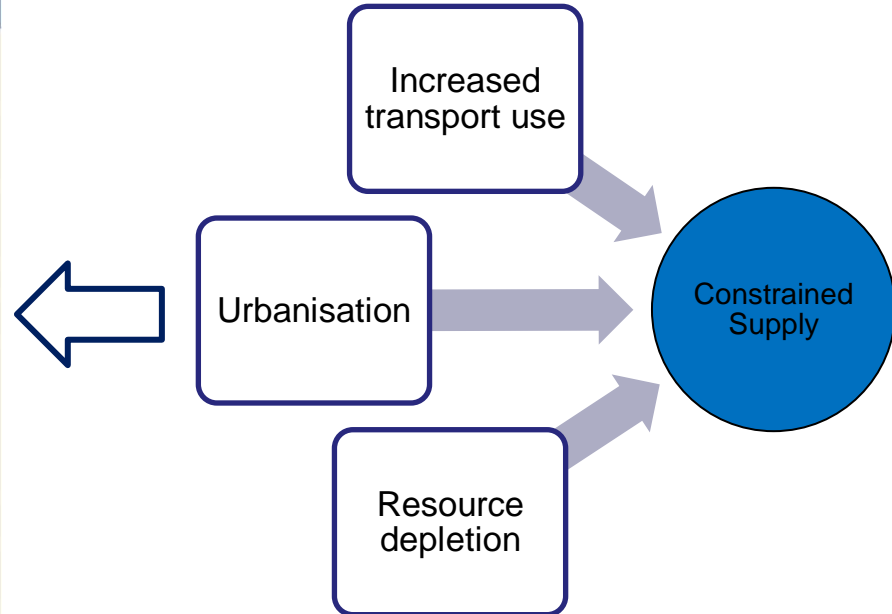 Increased
transport use
Urbanisation
Constrained
Supply
Resource
depletion